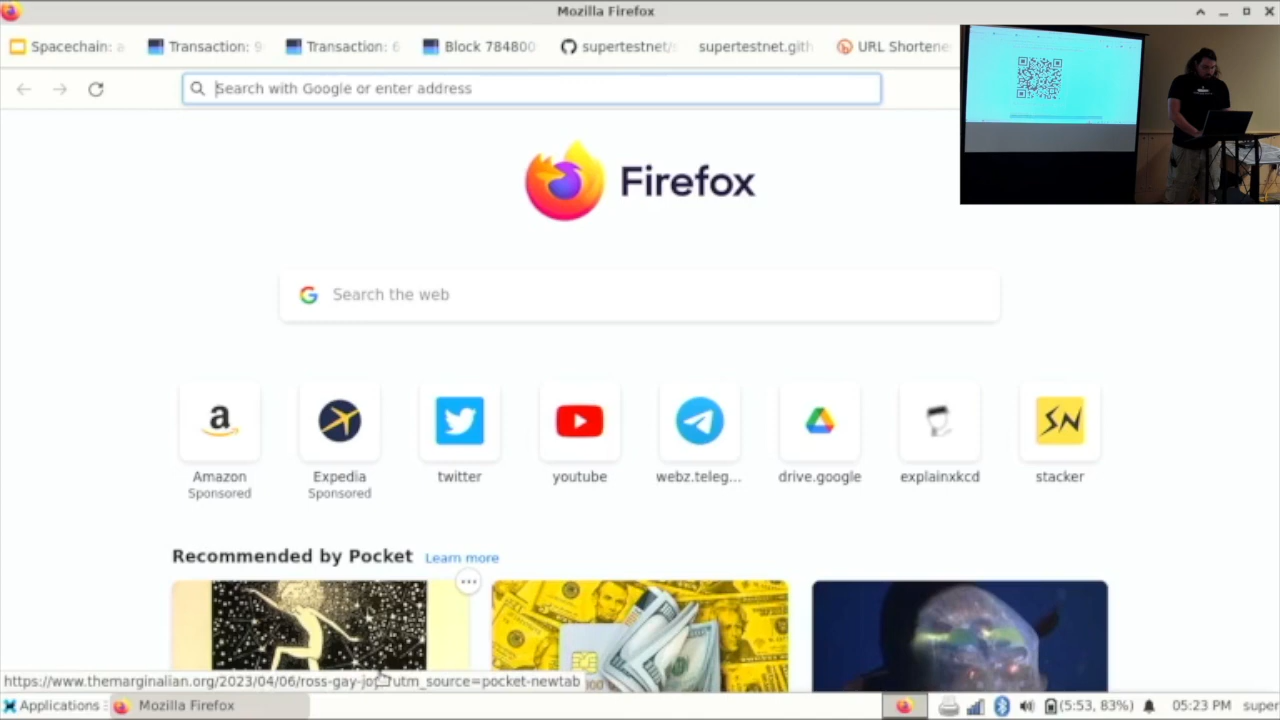 Mozilla Firefox
Spacechain: a
Transaction: 9
Transaction: 6
Block 784800
supertestnet/s
supertestnet.gith
URL Shortene
Search with Google or enter address
Firefox
Search the web
Amazon
Sponsored
Expedia
Sponsored
twitter
youtube
webz.teleg...
drive.google
explainxkcd
stacker
Recommended by Pocket
Learn more
https://www.themarginalian.org/2023/04/06/ross-gay-joy/?utm_source=pocket-newtab
Applications
Mozilla Firefox
(5:53, 83%)
05:23 PM
super